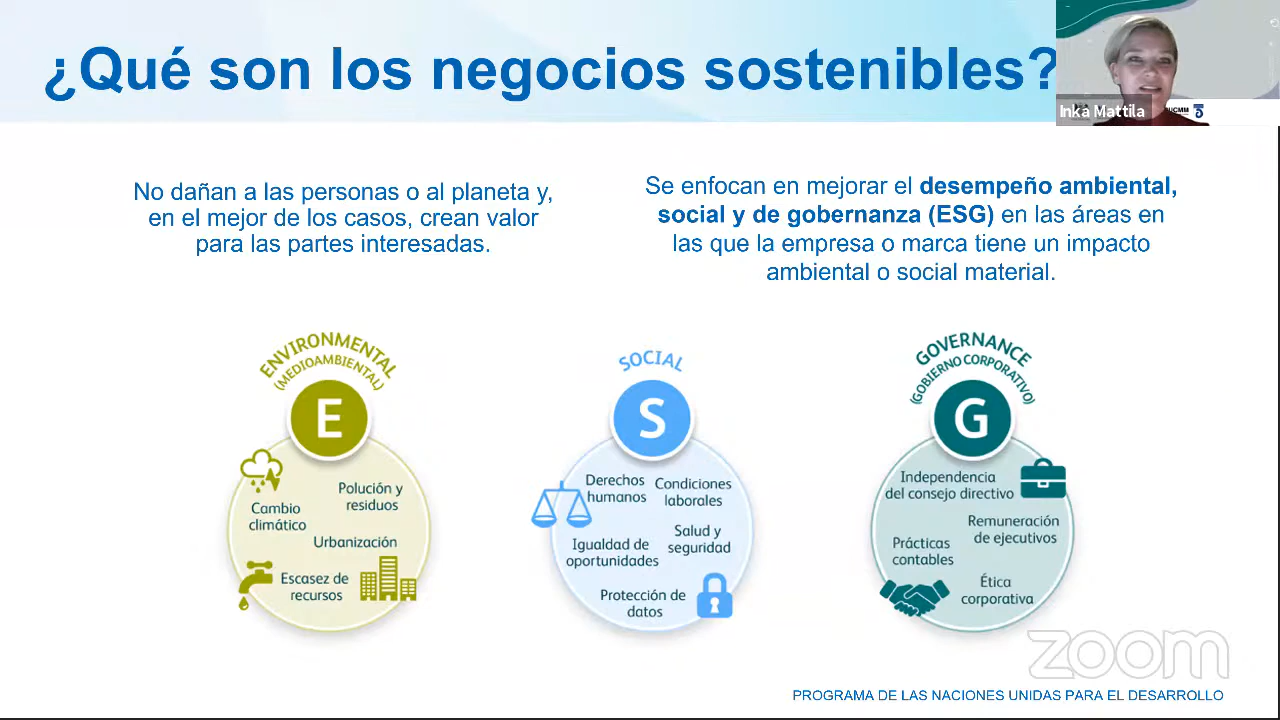 ¿Qué son los negocios sostenibles?
Inka Mattila
No dañan a las personas o al planeta y,
en el mejor de los casos, crean valor
para las partes interesadas.
Se enfocan en mejorar el desempeño ambiental,
social y de gobernanza (ESG) en las áreas en
las que la empresa o marca tiene un impacto
ambiental o social material.
ENVIRONMENTAL
(MEDIOAMBIENTAL)
E
Cambio
climático
Polución y
residuos
Urbanización
Escasez de
recursos
SOCIAL
S
Derechos
humanos
Condiciones
laborales
Salud y
seguridad
Igualdad de
oportunidades
Protección de
datos
GOVERNANCE
(GOBIERNO CORPORATIVO)
G
Independencia
del consejo directivo
Remuneración
de ejecutivos
Prácticas
contables
Ética
corporativa
zoom
PROGRAMA DE LAS NACIONES UNIDAS PARA EL DESARROLLO